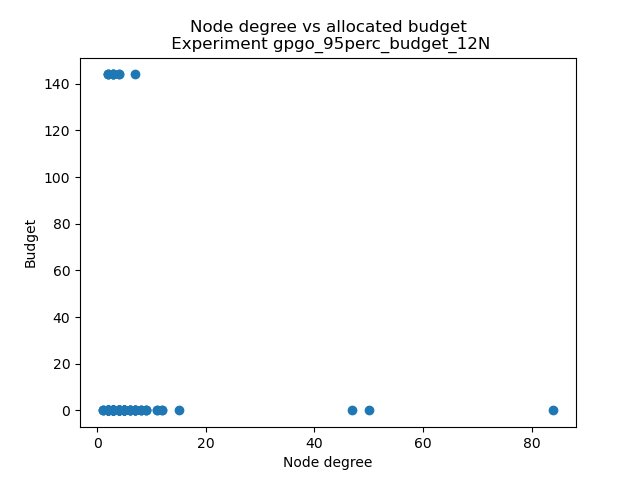 Node degree vs allocated budget
Experiment gpgo_95perc_budget_12N
140
120
100
80
60
40
20
0
Budget
0 20 40 60 80
Node degree